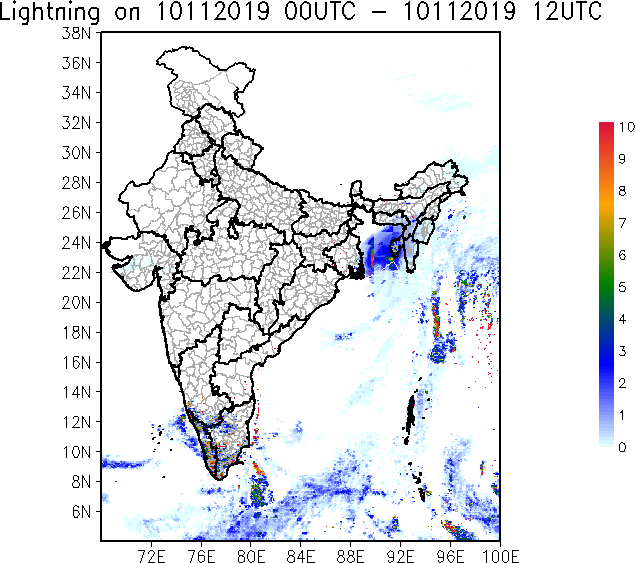 Lightning on 10112019 00UTC – 10112019 12UTC
38N
36N
34N
32N
30N
28N
26N
24N
22N
20N
18N
16N
14N
12N
10N
8N
6N
72E 76E 80E 84E 88E 92E 96E 100E
10
9
8
7
6
5
4
3
2
1
0